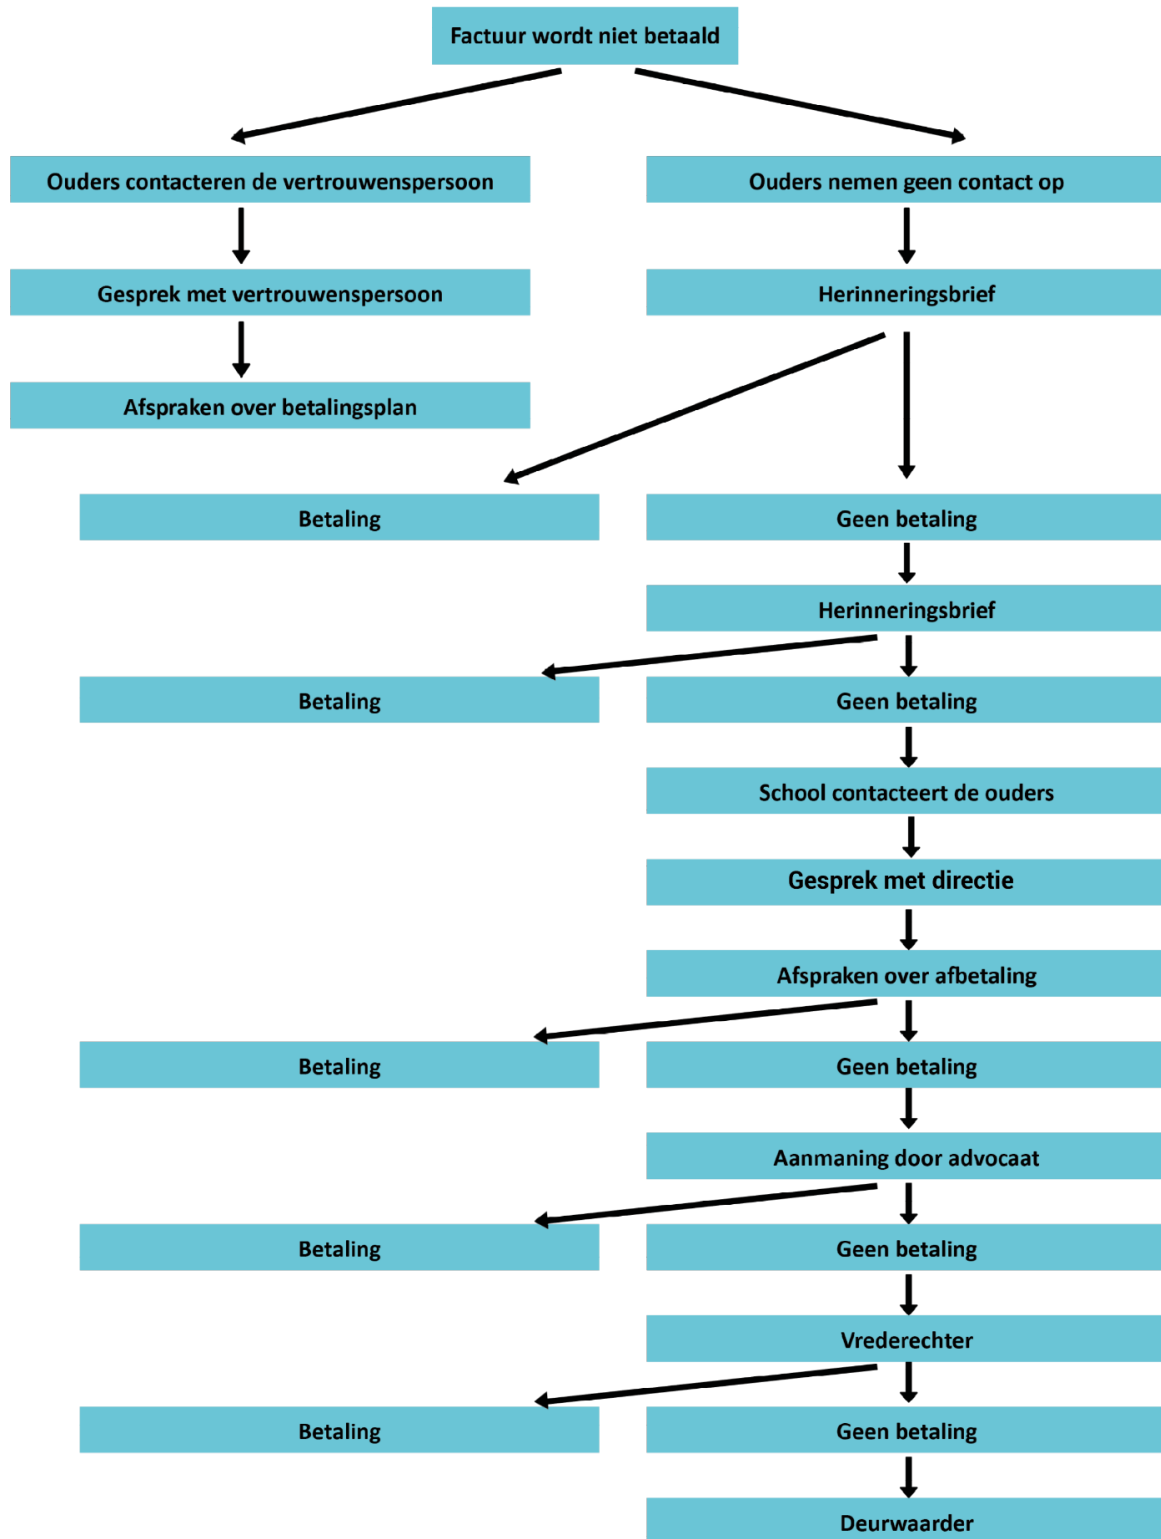 Factuur wordt niet betaald
Ouders contacteren de vertrouwenspersoon
Ouders nemen geen contact op
Gesprek met vertrouwenspersoon
Herinneringsbrief
Afspraken over betalingsplan
Betaling
Geen betaling
Herinneringsbrief
Betaling
Geen betaling
School contacteert de ouders
Gesprek met directie
Afspraken over afbetaling
Betaling
Geen betaling
Aanmaning door advocaat
Betaling
Geen betaling
Vrederechter
Betaling
Geen betaling
Deurwaarder